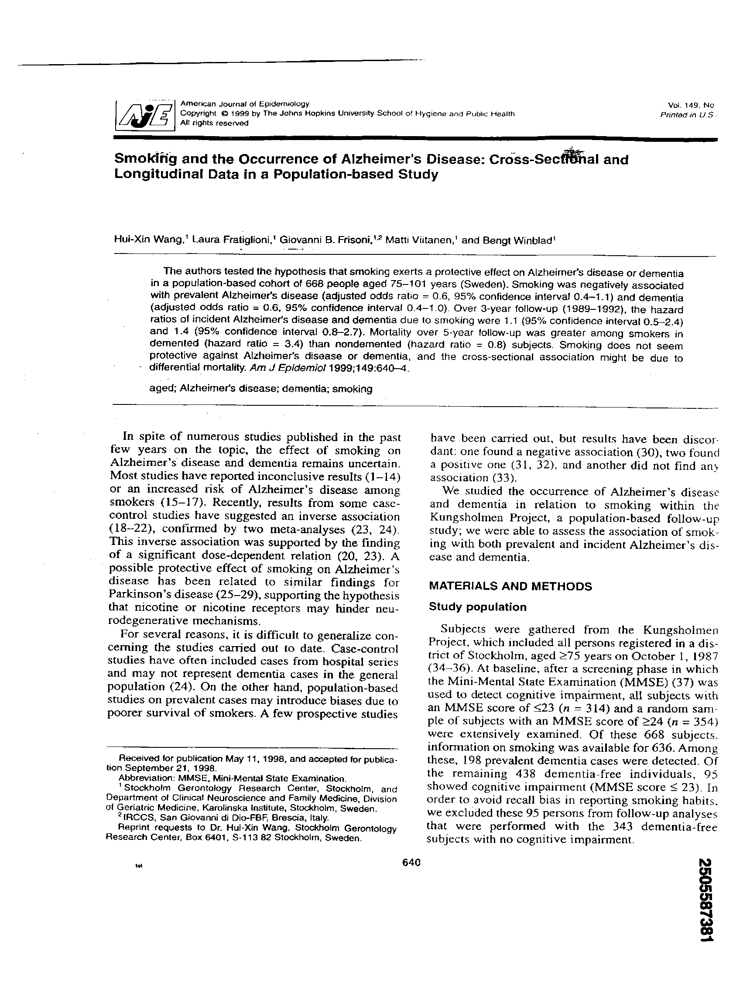 AJE
American Journal of Epidemiology
Copyright © 1999 by The Johns Hopkins University School of Hygiene and Public Health
All rights reserved
Vol. 149, No
Printed in U.S.
Smoking and the Occurrence of Alzheimer's Disease: Cross-Sectional and
Longitudinal Data in a Population-based Study
Hui-Xin Wang,¹ Laura Fratiglioni,¹ Giovanni B. Frisoni,¹,² Matti Viitanen,¹ and Bengt Winblad¹
The authors tested the hypothesis that smoking exerts a protective effect on Alzheimer's disease or dementia
in a population-based cohort of 668 people aged 75–101 years (Sweden). Smoking was negatively associated
with prevalent Alzheimer's disease (adjusted odds ratio = 0.6, 95% confidence interval 0.4–1.1) and dementia
(adjusted odds ratio = 0.6, 95% confidence interval 0.4–1.0). Over 3-year follow-up (1989–1992), the hazard
ratios of incident Alzheimer's disease and dementia due to smoking were 1.1 (95% confidence interval 0.5–2.4)
and 1.4 (95% confidence interval 0.8–2.7). Mortality over 5-year follow-up was greater among smokers in
demented (hazard ratio = 3.4) than nondemented (hazard ratio = 0.8) subjects. Smoking does not seem
protective against Alzheimer's disease or dementia, and the cross-sectional association might be due to
differential mortality. Am J Epidemiol 1999;149:640–4.
aged; Alzheimer's disease; dementia; smoking
In spite of numerous studies published in the past
few years on the topic, the effect of smoking on
Alzheimer's disease and dementia remains uncertain.
Most studies have reported inconclusive results (1–14)
or an increased risk of Alzheimer's disease among
smokers (15–17). Recently, results from some case-
control studies have suggested an inverse association
(18–22), confirmed by two meta-analyses (23, 24).
This inverse association was supported by the finding
of a significant dose-dependent relation (20, 23). A
possible protective effect of smoking on Alzheimer's
disease has been related to similar findings for
Parkinson's disease (25–29), supporting the hypothesis
that nicotine or nicotine receptors may hinder neu-
rodegenerative mechanisms.
For several reasons, it is difficult to generalize con-
cerning the studies carried out to date. Case-control
studies have often included cases from hospital series
and may not represent dementia cases in the general
population (24). On the other hand, population-based
studies on prevalent cases may introduce biases due to
poorer survival of smokers. A few prospective studies
Received for publication May 11, 1998, and accepted for publica-
tion September 21, 1998.
Abbreviation: MMSE, Mini-Mental State Examination.
¹ Stockholm Gerontology Research Center, Stockholm, and
Department of Clinical Neuroscience and Family Medicine, Division
of Geriatric Medicine, Karolinska Institute, Stockholm, Sweden.
² IRCCS, San Giovanni di Dio-FBF, Brescia, Italy.
Reprint requests to Dr. Hui-Xin Wang, Stockholm Gerontology
Research Center, Box 6401, S-113 82 Stockholm, Sweden.
have been carried out, but results have been discor-
dant: one found a negative association (30), two found
a positive one (31, 32), and another did not find any
association (33).
We studied the occurrence of Alzheimer's disease
and dementia in relation to smoking within the
Kungsholmen Project, a population-based follow-up
study; we were able to assess the association of smok-
ing with both prevalent and incident Alzheimer's dis-
ease and dementia.
MATERIALS AND METHODS
Study population
Subjects were gathered from the Kungsholmen
Project, which included all persons registered in a dis-
trict of Stockholm, aged ≥75 years on October 1, 1987
(34–36). At baseline, after a screening phase in which
the Mini-Mental State Examination (MMSE) (37) was
used to detect cognitive impairment, all subjects with
an MMSE score of ≤23 (n = 314) and a random sam-
ple of subjects with an MMSE score of ≥24 (n = 354)
were extensively examined. Of these 668 subjects,
information on smoking was available for 636. Among
these, 198 prevalent dementia cases were detected. Of
the remaining 438 dementia-free individuals, 95
showed cognitive impairment (MMSE score ≤ 23). In
order to avoid recall bias in reporting smoking habits,
we excluded these 95 persons from follow-up analyses
that were performed with the 343 dementia-free
subjects with no cognitive impairment.
640
2505587381